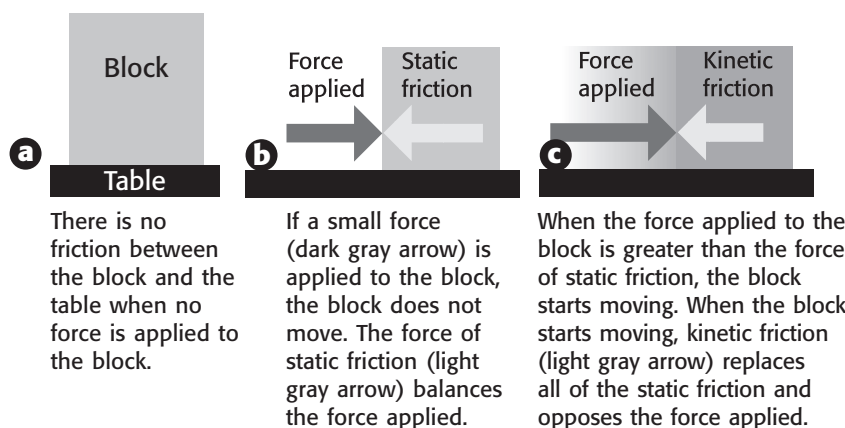 a
Block
Table
There is no
friction between
the block and the
table when no
force is applied to
the block.
b
Force
applied
Static
friction
If a small force
(dark gray arrow) is
applied to the block,
the block does not
move. The force of
static friction (light
gray arrow) balances
the force applied.
c
Force
applied
Kinetic
friction
When the force applied to the
block is greater than the force
of static friction, the block
starts moving. When the block
starts moving, kinetic friction
(light gray arrow) replaces
all of the static friction and
opposes the force applied.